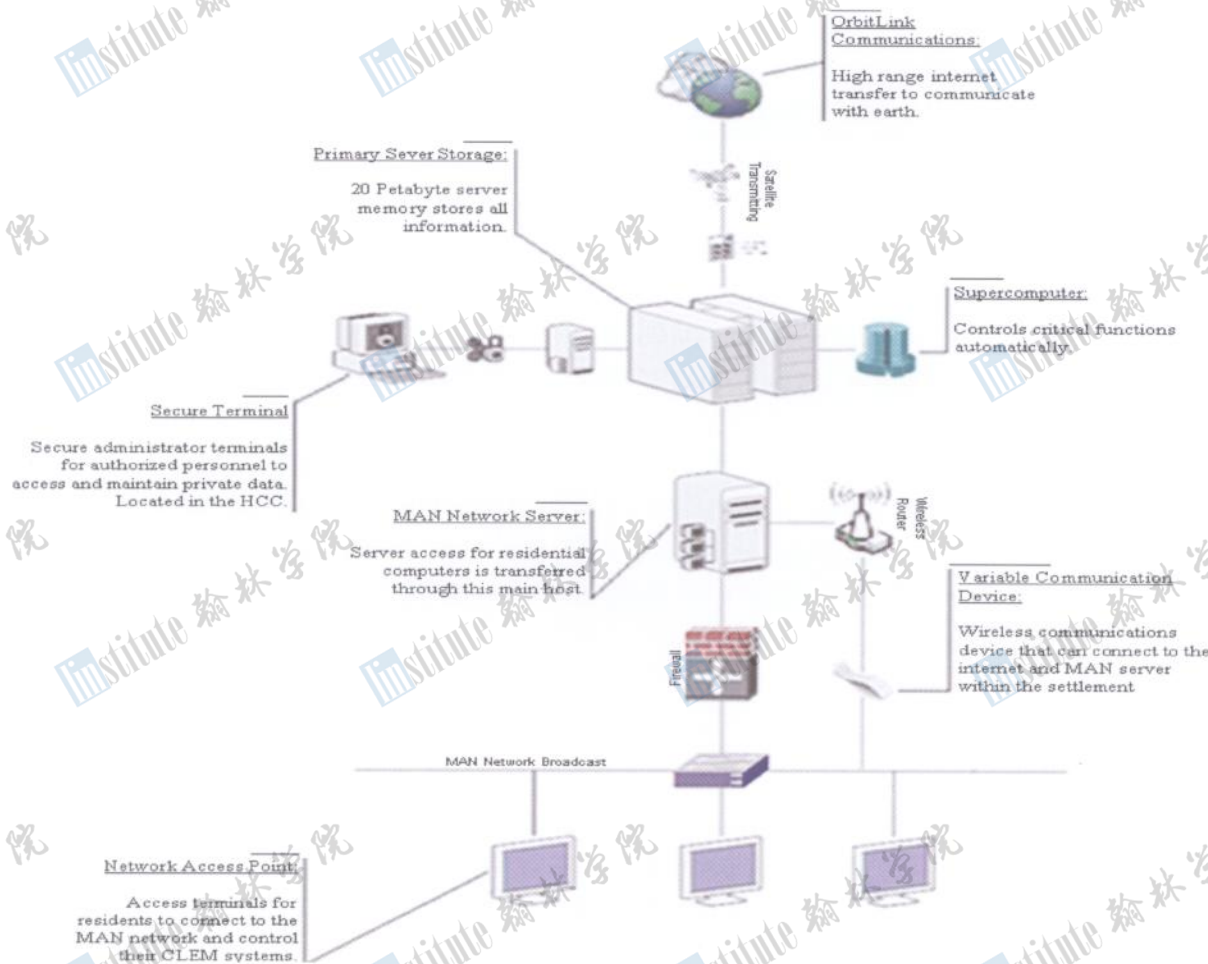 OrbitLink
Communications:
High range internet
transfer to communicate
with earth.
Primary Sever Storage:
20 Petabyte server
memory stores all
information.
Satellite
Transmitting
Supercomputer:
Controls critical functions
automatically.
Secure Terminal
Secure administrator terminals
for authorized personnel to
access and maintain private data.
Located in the HCC.
MAN Network Server:
Server access for residential
computers is transferred
through this main host.
Wireless
Router
Variable Communication
Device:
Wireless communications
device that can connect to the
internet and MAN server
within the settlement
Firewall
MAN Network Broadcast
Network Access Point:
Access terminals for
residents to connect to the
MAN network and control
their CLEM systems.
institute 翰林学院